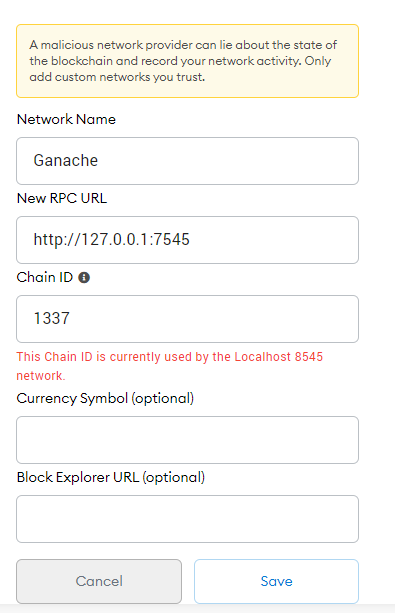 A malicious network provider can lie about the state of
the blockchain and record your network activity. Only
add custom networks you trust.
Network Name
Ganache
New RPC URL
http://127.0.0.1:7545
Chain ID
1337
This Chain ID is currently used by the Localhost 8545
network.
Currency Symbol (optional)
Block Explorer URL (optional)
Cancel
Save